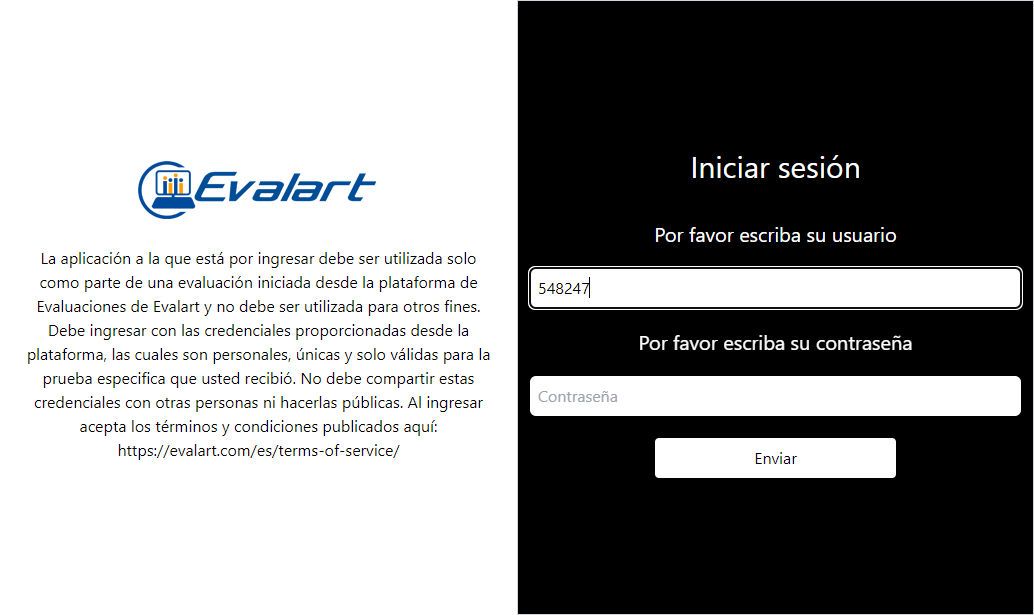 Evalart
La aplicación a la que está por ingresar debe ser utilizada solo
como parte de una evaluación iniciada desde la plataforma de
Evaluaciones de Evalart y no debe ser utilizada para otros fines.
Debe ingresar con las credenciales proporcionadas desde la
plataforma, las cuales son personales, únicas y solo válidas para la
prueba especifica que usted recibió. No debe compartir estas
credenciales con otras personas ni hacerlas públicas. Al ingresar
acepta los términos y condiciones publicados aquí:
https://evalart.com/es/terms-of-service/
Iniciar sesión
Por favor escriba su usuario
548247
Por favor escriba su contraseña
Contraseña
Enviar